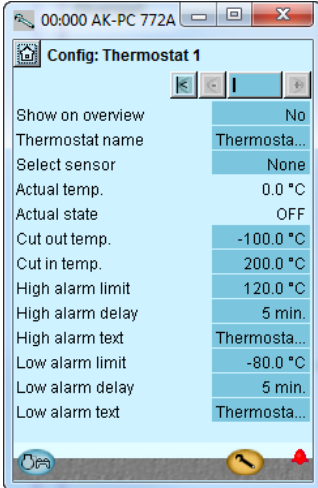 00:000 AK-PC 772A
Config: Thermostat 1
Show on overview No
Thermostat name Thermosta...
Select sensor None
Actual temp. 0.0 °C
Actual state OFF
Cut out temp. -100.0 °C
Cut in temp. 200.0 °C
High alarm limit 120.0 °C
High alarm delay 5 min.
High alarm text Thermosta...
Low alarm limit -80.0 °C
Low alarm delay 5 min.
Low alarm text Thermosta...